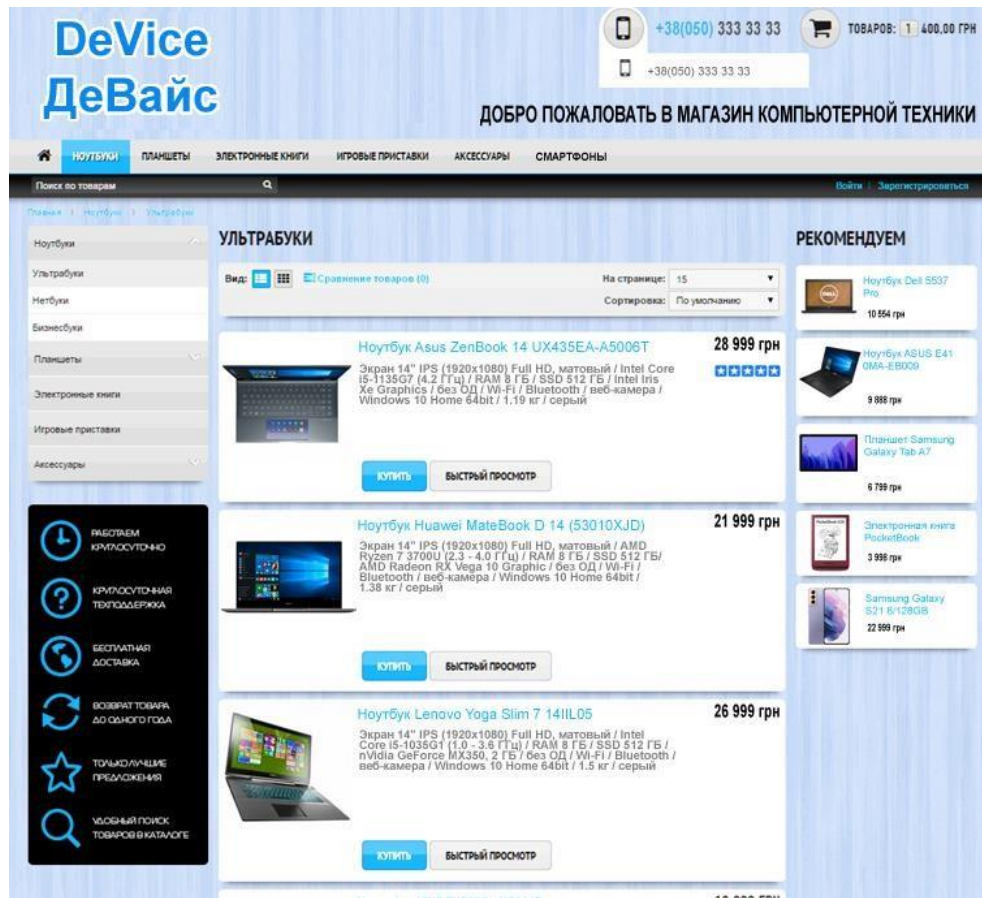 DeVice
ДеВайс
+38(050) 333 33 33
ТОВАРОВ: 1 400,00 ГРН
+38(050) 333 33 33
ДОБРО ПОЖАЛОВАТЬ В МАГАЗИН КОМПЬЮТЕРНОЙ ТЕХНИКИ
НОУТБУКИ ПЛАНШЕТЫ ЭЛЕКТРОННЫЕ КНИГИ ИГРОВЫЕ ПРИСТАВКИ АКСЕССУАРЫ СМАРТФОНЫ
Поиск по товарам
Войти | Зарегистрироваться
Главная Ноутбуки Ультрабуки
Ноутбуки
Ультрабуки
Нетбуки
Бизнесбуки
Планшеты
Электронные книги
Игровые приставки
Аксессуары
РАБОТАЕМ
КРУГЛОСУТОЧНО
КРУГЛОСУТОЧНАЯ
ТЕХПОДДЕРЖКА
БЕСПЛАТНАЯ
ДОСТАВКА
ВОЗВРАТ ТОВАРА
ДО ОДНОГО ГОДА
ТОЛЬКО ЛУЧШИЕ
ПРЕДЛОЖЕНИЯ
УДОБНЫЙ ПОИСК
ТОВАРОВ В КАТАЛОГЕ
УЛЬТРАБУКИ
Вид: Сравнение товаров (0)
На странице: 15
Сортировка: По умолчанию
Ноутбук Asus ZenBook 14 UX435EA-A5006T
28 999 грн
Экран 14" IPS (1920x1080) Full HD, матовый / Intel Core
i5-1135G7 (4.2 ГГц) / RAM 8 ГБ / SSD 512 ГБ / Intel Iris
Xe Graphics / без ОД / Wi-Fi / Bluetooth / веб-камера /
Windows 10 Home 64bit / 1.19 кг / серый
КУПИТЬ БЫСТРЫЙ ПРОСМОТР
Ноутбук Huawei MateBook D 14 (53010XJD)
21 999 грн
Экран 14" IPS (1920x1080) Full HD, матовый / AMD
Ryzen 7 3700U (2.3 - 4.0 ГГц) / RAM 8 ГБ / SSD 512 ГБ/
AMD Radeon RX Vega 10 Graphic / без ОД / Wi-Fi /
Bluetooth / веб-камера / Windows 10 Home 64bit /
1.38 кг / серый
КУПИТЬ БЫСТРЫЙ ПРОСМОТР
Ноутбук Lenovo Yoga Slim 7 14IIL05
26 999 грн
Экран 14" IPS (1920x1080) Full HD, матовый / Intel
Core i5-1035G1 (1.0 - 3.6 ГГц) / RAM 8 ГБ / SSD 512 ГБ /
nVidia GeForce MX350, 2 ГБ / без ОД / Wi-Fi / Bluetooth /
веб-камера / Windows 10 Home 64bit / 1.5 кг / серый
КУПИТЬ БЫСТРЫЙ ПРОСМОТР
РЕКОМЕНДУЕМ
Ноутбук Dell 5537
Pro
10 554 грн
Ноутбук ASUS E41
0MA-EB009
9 888 грн
Планшет Samsung
Galaxy Tab A7
6 799 грн
Электронная книга
PocketBook
3 998 грн
Samsung Galaxy
S21 8/128GB
22 999 грн